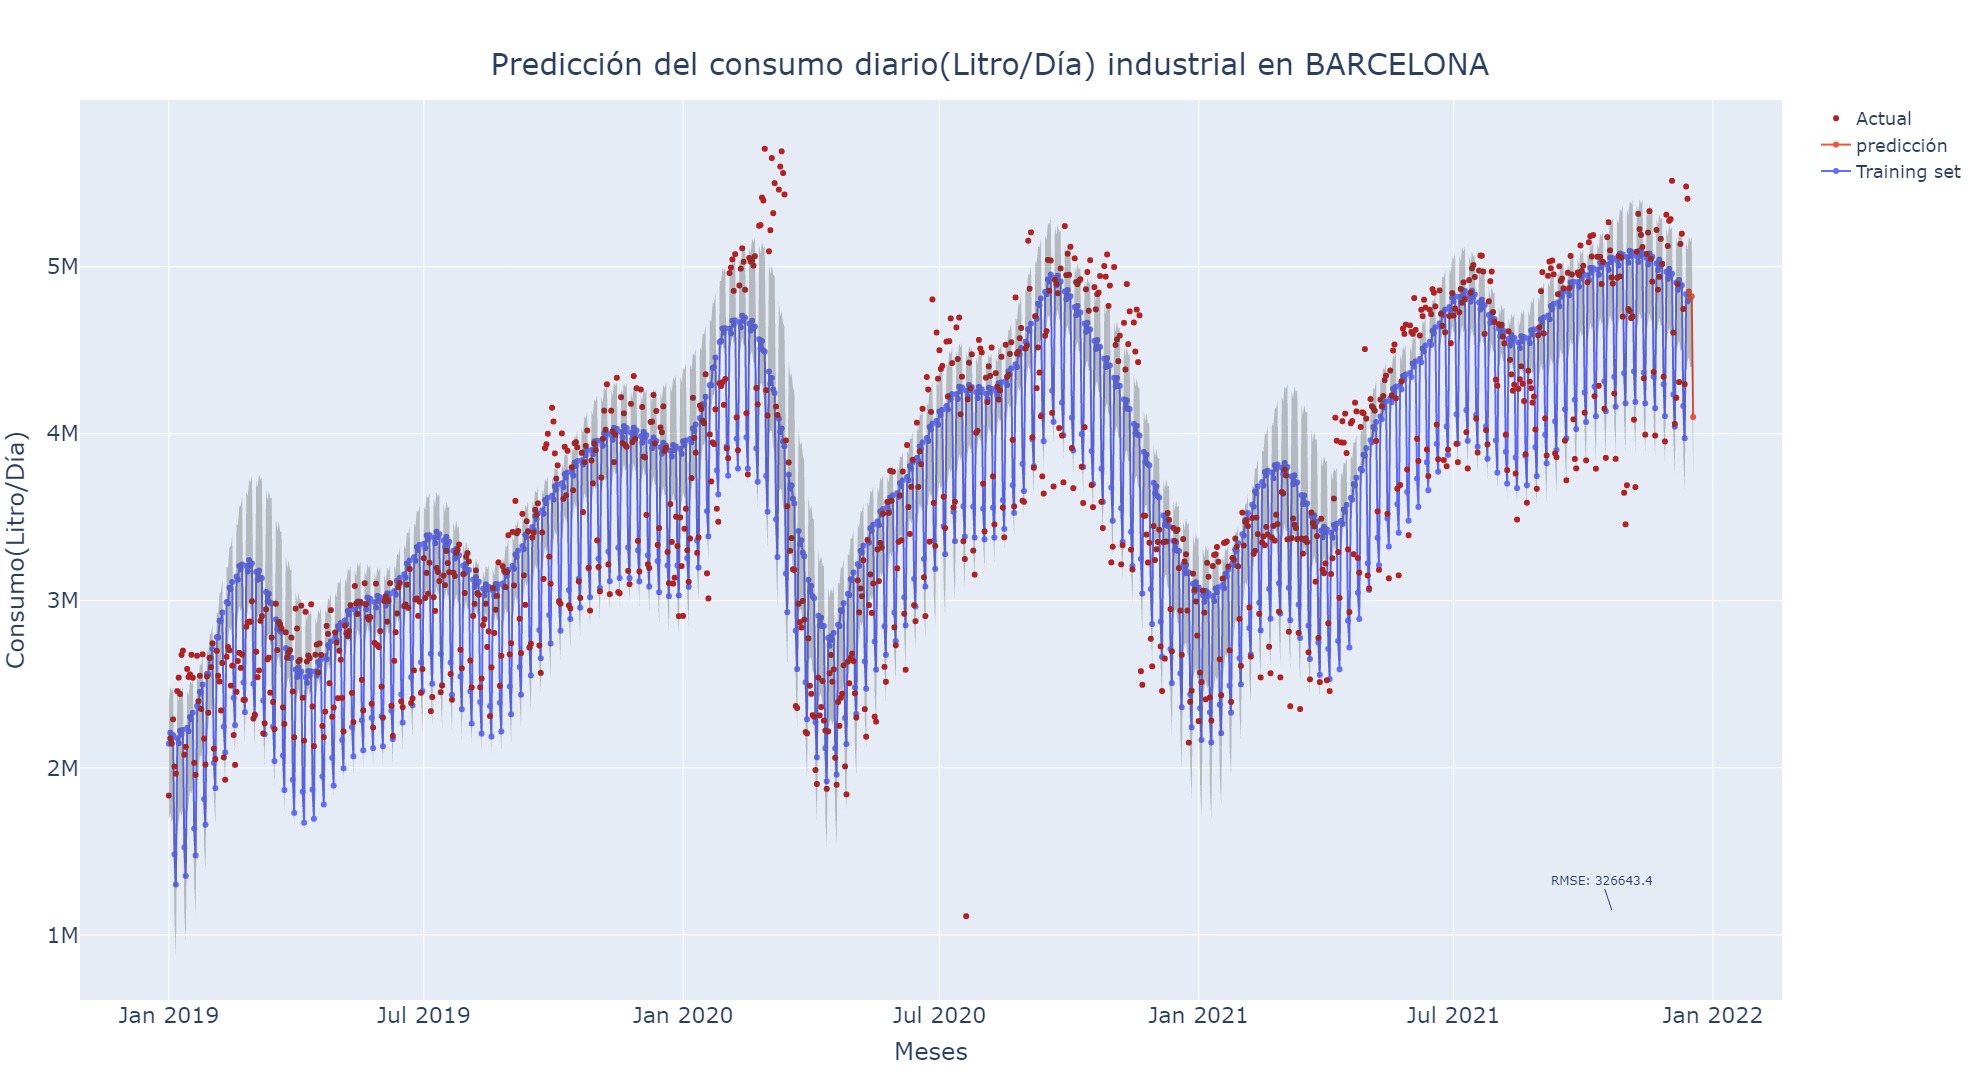 Predicción del consumo diario(Litro/Día) industrial en BARCELONA
Actual
predicción
Training set
Consumo(Litro/Día)
5M
4M
3M
2M
1M
RMSE: 326643.4
Jan 2019
Jul 2019
Jan 2020
Jul 2020
Jan 2021
Jul 2021
Jan 2022
Meses